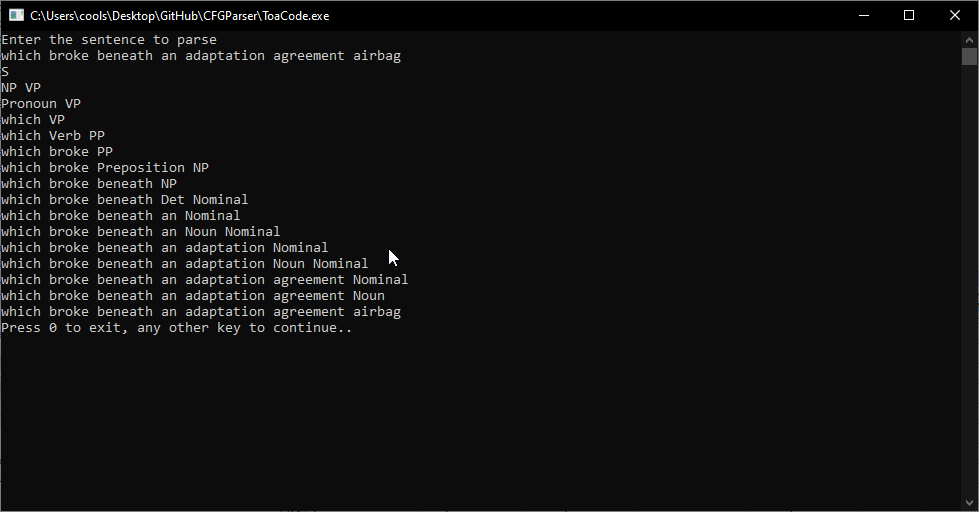 C:\Users\cools\Desktop\GitHub\CFGParser\ToaCode.exe
Enter the sentence to parse
which broke beneath an adaptation agreement airbag
S
NP VP
Pronoun VP
which VP
which Verb PP
which broke PP
which broke Preposition NP
which broke beneath NP
which broke beneath Det Nominal
which broke beneath an Nominal
which broke beneath an Noun Nominal
which broke beneath an adaptation Nominal
which broke beneath an adaptation Noun Nominal
which broke beneath an adaptation agreement Nominal
which broke beneath an adaptation agreement Noun
which broke beneath an adaptation agreement airbag
Press 0 to exit, any other key to continue..